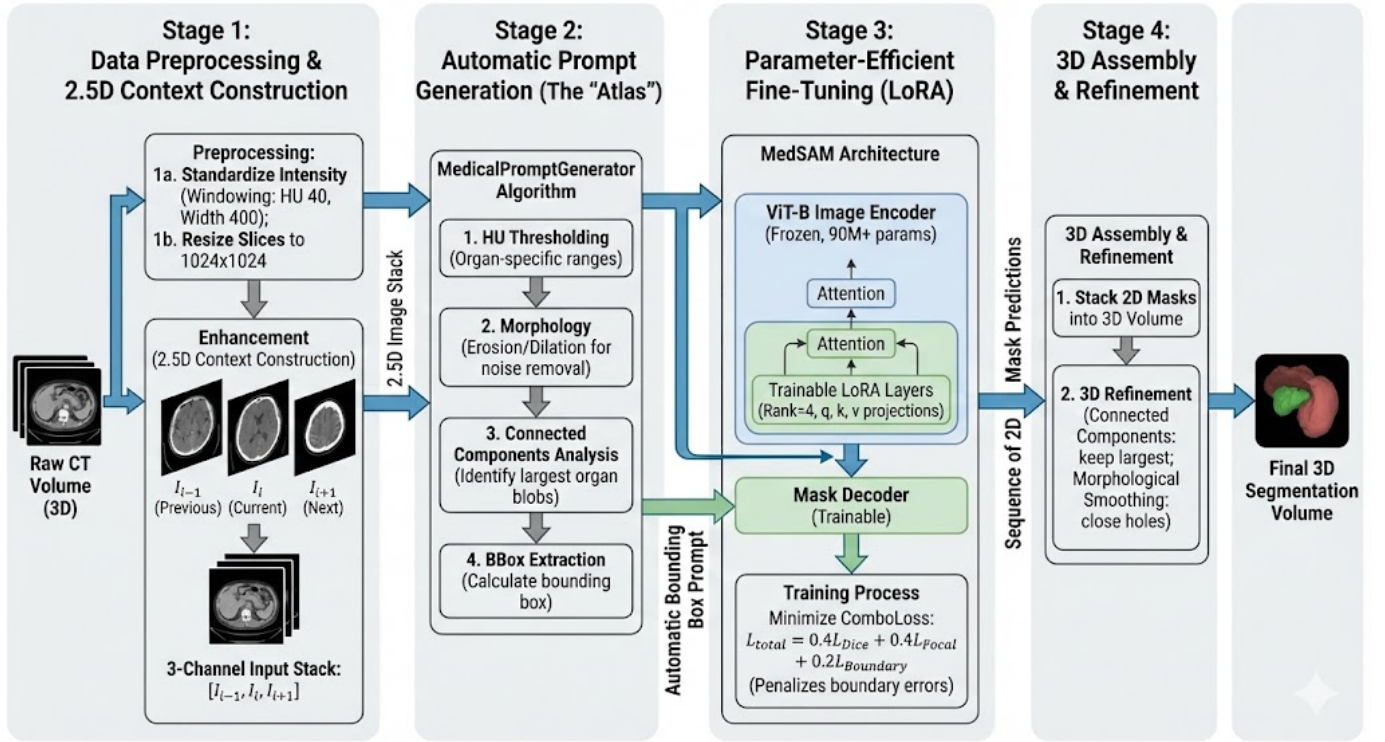 Stage 1:
Data Preprocessing &
2.5D Context Construction
Raw CT
Volume
(3D)
Preprocessing:
1a. Standardize Intensity
(Windowing: HU 40,
Width 400);
1b. Resize Slices to
1024x1024
Enhancement
(2.5D Context Construction)
I_{i-1} I_i I_{i+1}
(Previous) (Current) (Next)
3-Channel Input Stack:
[I_{i-1}, I_i, I_{i+1}]
2.5D Image Stack
Stage 2:
Automatic Prompt
Generation (The “Atlas”)
MedicalPromptGenerator
Algorithm
1. HU Thresholding
(Organ-specific ranges)
2. Morphology
(Erosion/Dilation for
noise removal)
3. Connected
Components Analysis
(Identify largest organ
blobs)
4. BBox Extraction
(Calculate bounding
box)
Automatic Bounding
Box Prompt
Stage 3:
Parameter-Efficient
Fine-Tuning (LoRA)
MedSAM Architecture
ViT-B Image Encoder
(Frozen, 90M+ params)
Attention
Attention
Trainable LoRA Layers
(Rank=4, q, k, v projections)
Mask Decoder
(Trainable)
Training Process
Minimize ComboLoss:
L_{total} = 0.4L_{Dice} + 0.4L_{Focal}
+ 0.2L_{Boundary}
(Penalizes boundary errors)
Sequence of 2D Mask Predictions
Stage 4:
3D Assembly
& Refinement
3D Assembly &
Refinement
1. Stack 2D Masks
into 3D Volume
2. 3D Refinement
(Connected
Components:
keep largest;
Morphological
Smoothing:
close holes)
Final 3D
Segmentation
Volume